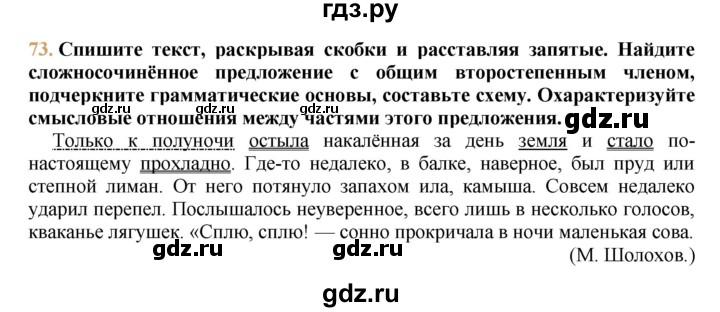 гдз.ру
73. Спишите текст, раскрывая скобки и расставляя запятые. Найдите
сложносочинённое предложение с общим второстепенным членом,
подчеркните грамматические основы, составьте схему. Охарактеризуйте
смысловые отношения между частями этого предложения.
gdz.ru
Только к полуночи остыла накалённая за день земля и стало по-
настоящему прохладно. Где-то недалеко, в балке, наверное, был пруд или
gdz.ru gdz.ru
степной лиман. От него потянуло запахом ила, камыша. Совсем недалеко
ударил перепел. Послышалось неуверенное, всего лишь в несколько голосов,
кваканье лягушек. «Сплю, сплю! — сонно прокричала в ночи маленькая сова.
gdz.ru gdz.ru
(М. Шолохов.)
gdz.ru